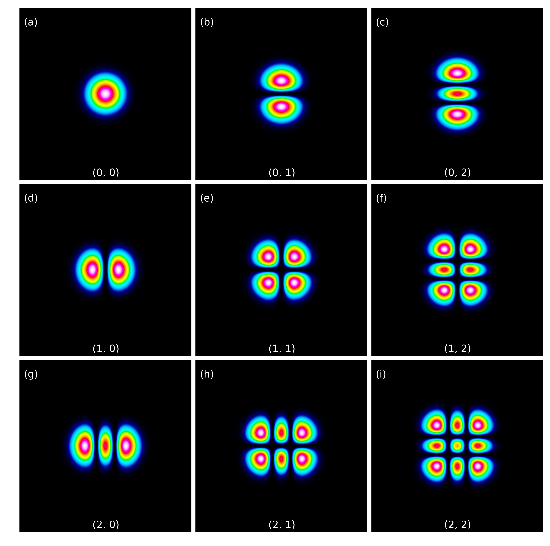 (a)
(b)
(c)
(0. 0)
(0. 1)
(0, 2)
(d)
(e)
(f)
(1. 0)
(1. 1)
(1, 2)
(g)
(h)
(i)
(2. 0)
(2. 1)
(2, 2)